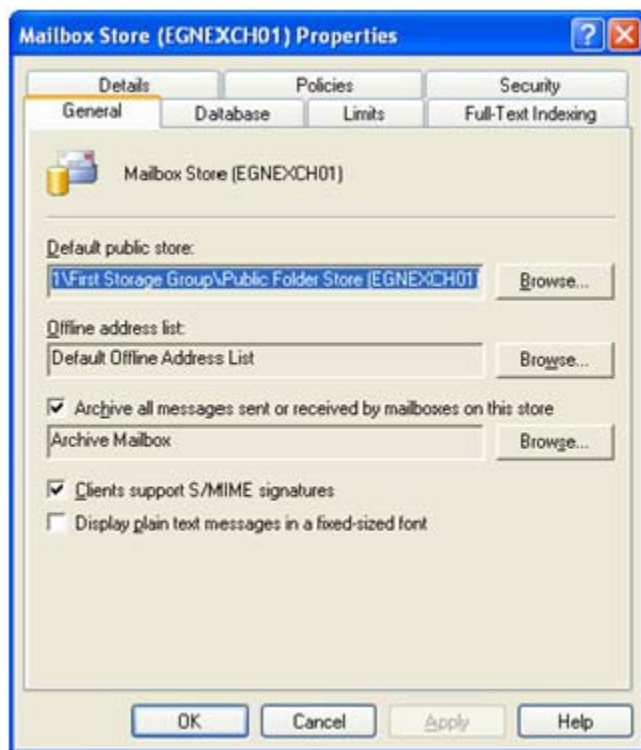 Mailbox Store (EGNEXCH01) Properties
Details Policies Security
General Database Limits Full-Text Indexing
Mailbox Store (EGNEXCH01)
Default public store:
1\First Storage Group\Public Folder Store (EGNEXCH01) Browse...
Offline address list:
Default Offline Address List Browse...
Archive all messages sent or received by mailboxes on this store
Archive Mailbox Browse...
Clients support S/MIME signatures
Display plain text messages in a fixed-sized font
OK Cancel Apply Help